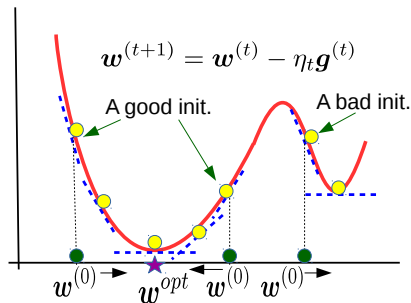 w^(t+1) = w^(t) − η_t g^(t)
A good init.
A bad init.
w^(0)
w^opt
w^(0)
w^(0)